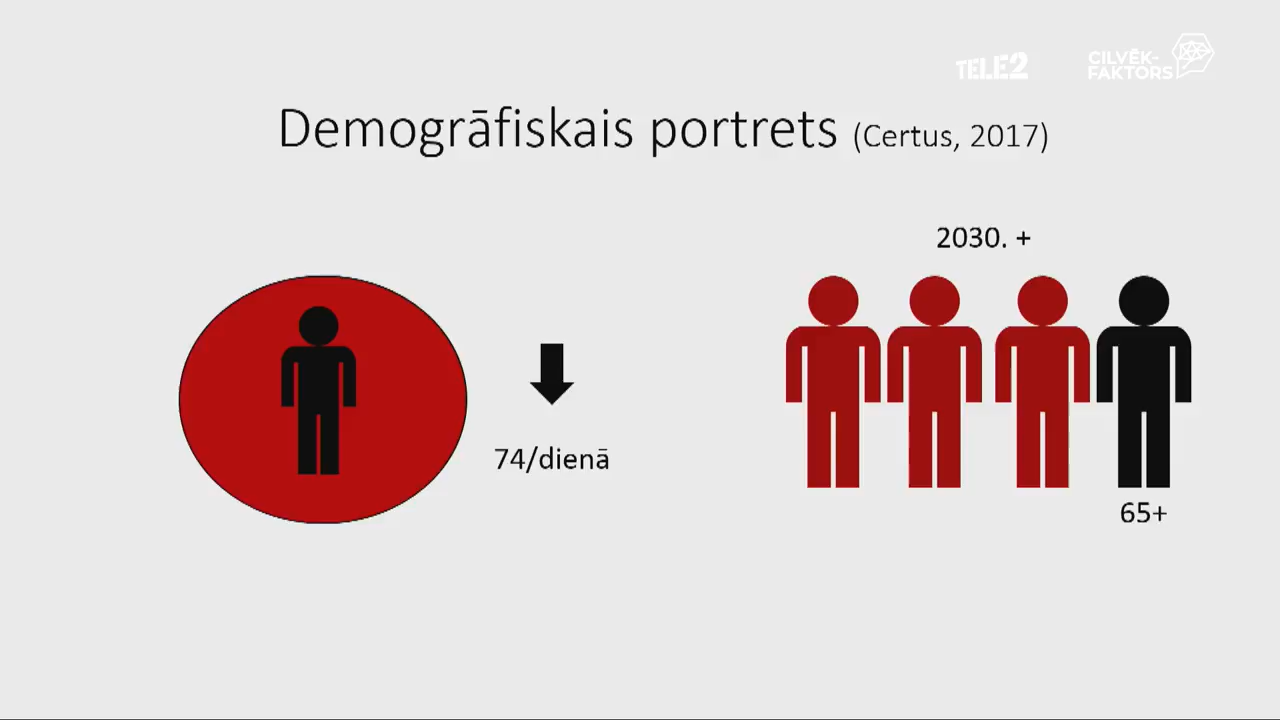 TELE2
CILVĒK-
FAKTORS
Demogrāfiskais portrets (Certus, 2017)
2030. +
74/dienā
65+